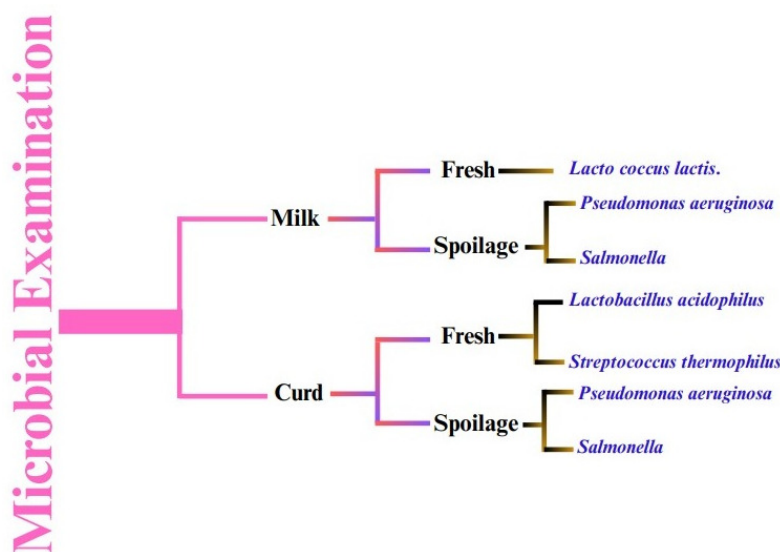 Microbial Examination
Milk
Fresh
Lacto coccus lactis.
Spoilage
Pseudomonas aeruginosa
Salmonella
Curd
Fresh
Lactobacillus acidophilus
Streptococcus thermophilus
Spoilage
Pseudomonas aeruginosa
Salmonella